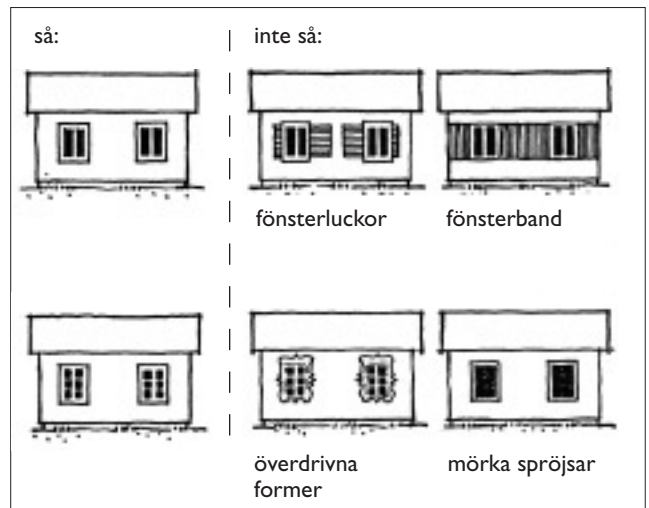 så:
inte så:
fönsterluckor
fönsterband
överdrivna
former
mörka spröjsar